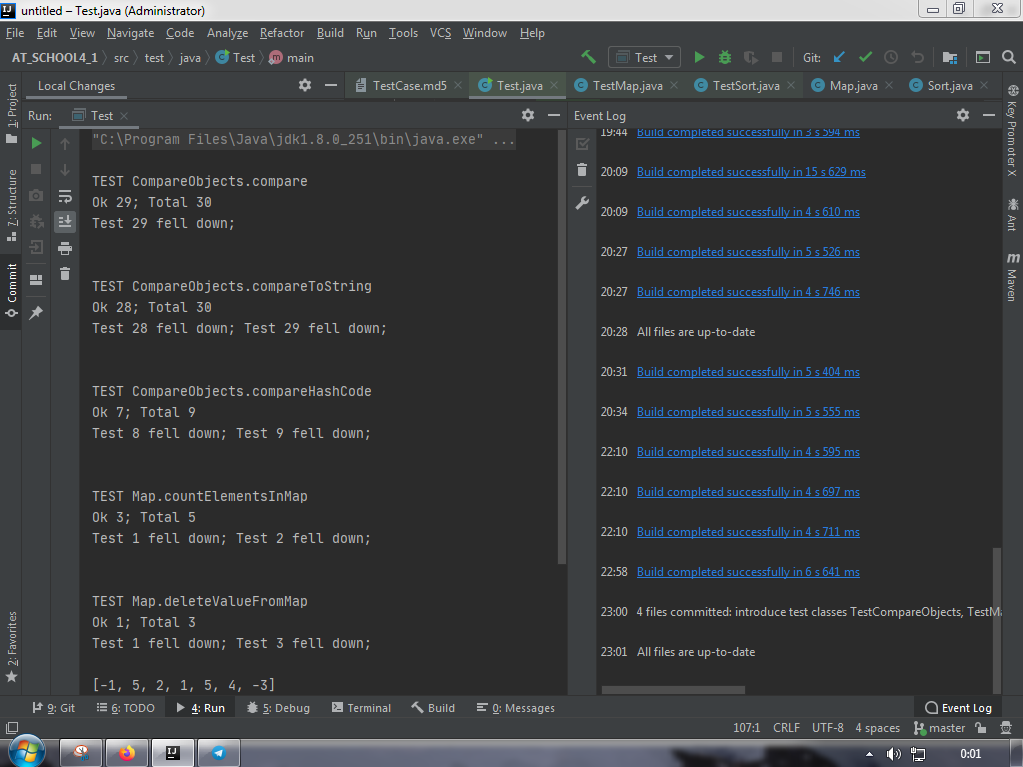 untitled – Test.java (Administrator)
File Edit View Navigate Code Analyze Refactor Build Run Tools VCS Window Help
AT_SCHOOL4_1 src test java Test main
Test
Git:
Local Changes
TestCase.md5 Test.java TestMap.java TestSort.java Map.java Sort.java
Run: Test
Event Log
1: Project
7: Structure
Commit
2: Favorites
"C:\Program Files\Java\jdk1.8.0_251\bin\java.exe" ...
TEST CompareObjects.compare
Ok 29; Total 30
Test 29 fell down;
TEST CompareObjects.compareToString
Ok 28; Total 30
Test 28 fell down; Test 29 fell down;
TEST CompareObjects.compareHashCode
Ok 7; Total 9
Test 8 fell down; Test 9 fell down;
TEST Map.countElementsInMap
Ok 3; Total 5
Test 1 fell down; Test 2 fell down;
TEST Map.deleteValueFromMap
Ok 1; Total 3
Test 1 fell down; Test 3 fell down;
[-1, 5, 2, 1, 5, 4, -3]
19:44 Build completed successfully in 3 s 594 ms
20:09 Build completed successfully in 15 s 629 ms
20:09 Build completed successfully in 4 s 610 ms
20:27 Build completed successfully in 5 s 526 ms
20:27 Build completed successfully in 4 s 746 ms
20:28 All files are up-to-date
20:31 Build completed successfully in 5 s 404 ms
20:34 Build completed successfully in 5 s 555 ms
22:10 Build completed successfully in 4 s 595 ms
22:10 Build completed successfully in 4 s 697 ms
22:10 Build completed successfully in 4 s 711 ms
22:58 Build completed successfully in 6 s 641 ms
23:00 4 files committed: introduce test classes TestCompareObjects, TestMa
23:01 All files are up-to-date
Key Promoter X
Ant
m Maven
9: Git 6: TODO 4: Run 5: Debug Terminal Build 0: Messages Event Log
107:1 CRLF UTF-8 4 spaces master
0:01